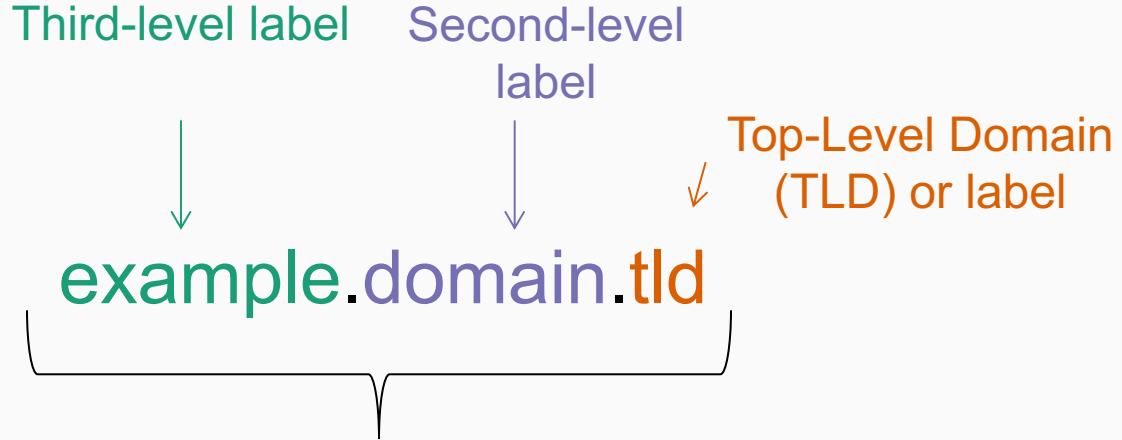 Third-level label
Second-level
label
Top-Level Domain
(TLD) or label
example.domain.tld